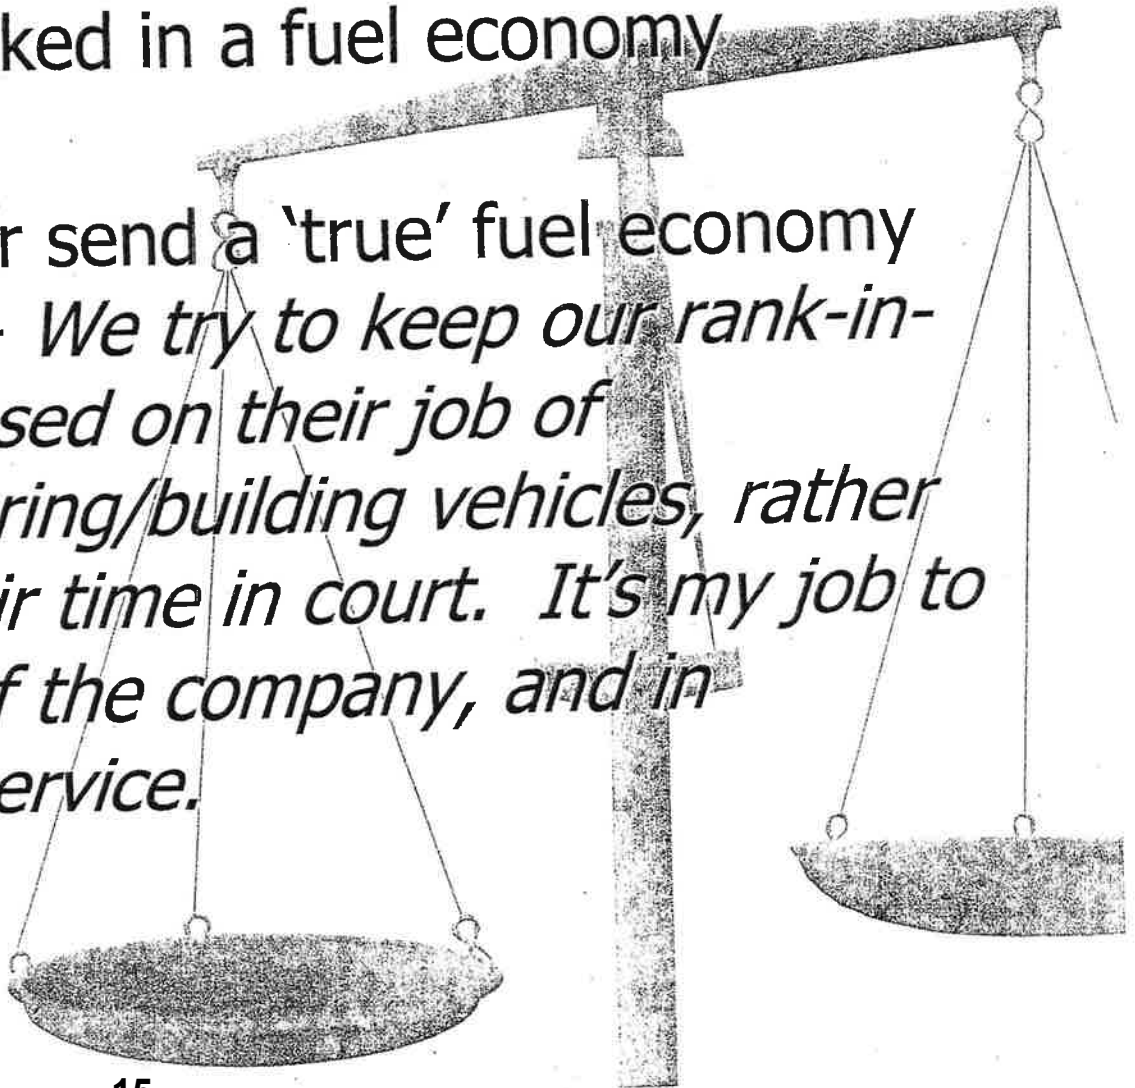 ked in a fuel economy
r send a ‘true’ fuel economy
We try to keep our rank-in-
sed on their job of
ring/building vehicles, rather
ir time in court.  It’s my job to
f the company, and in
ervice.
15